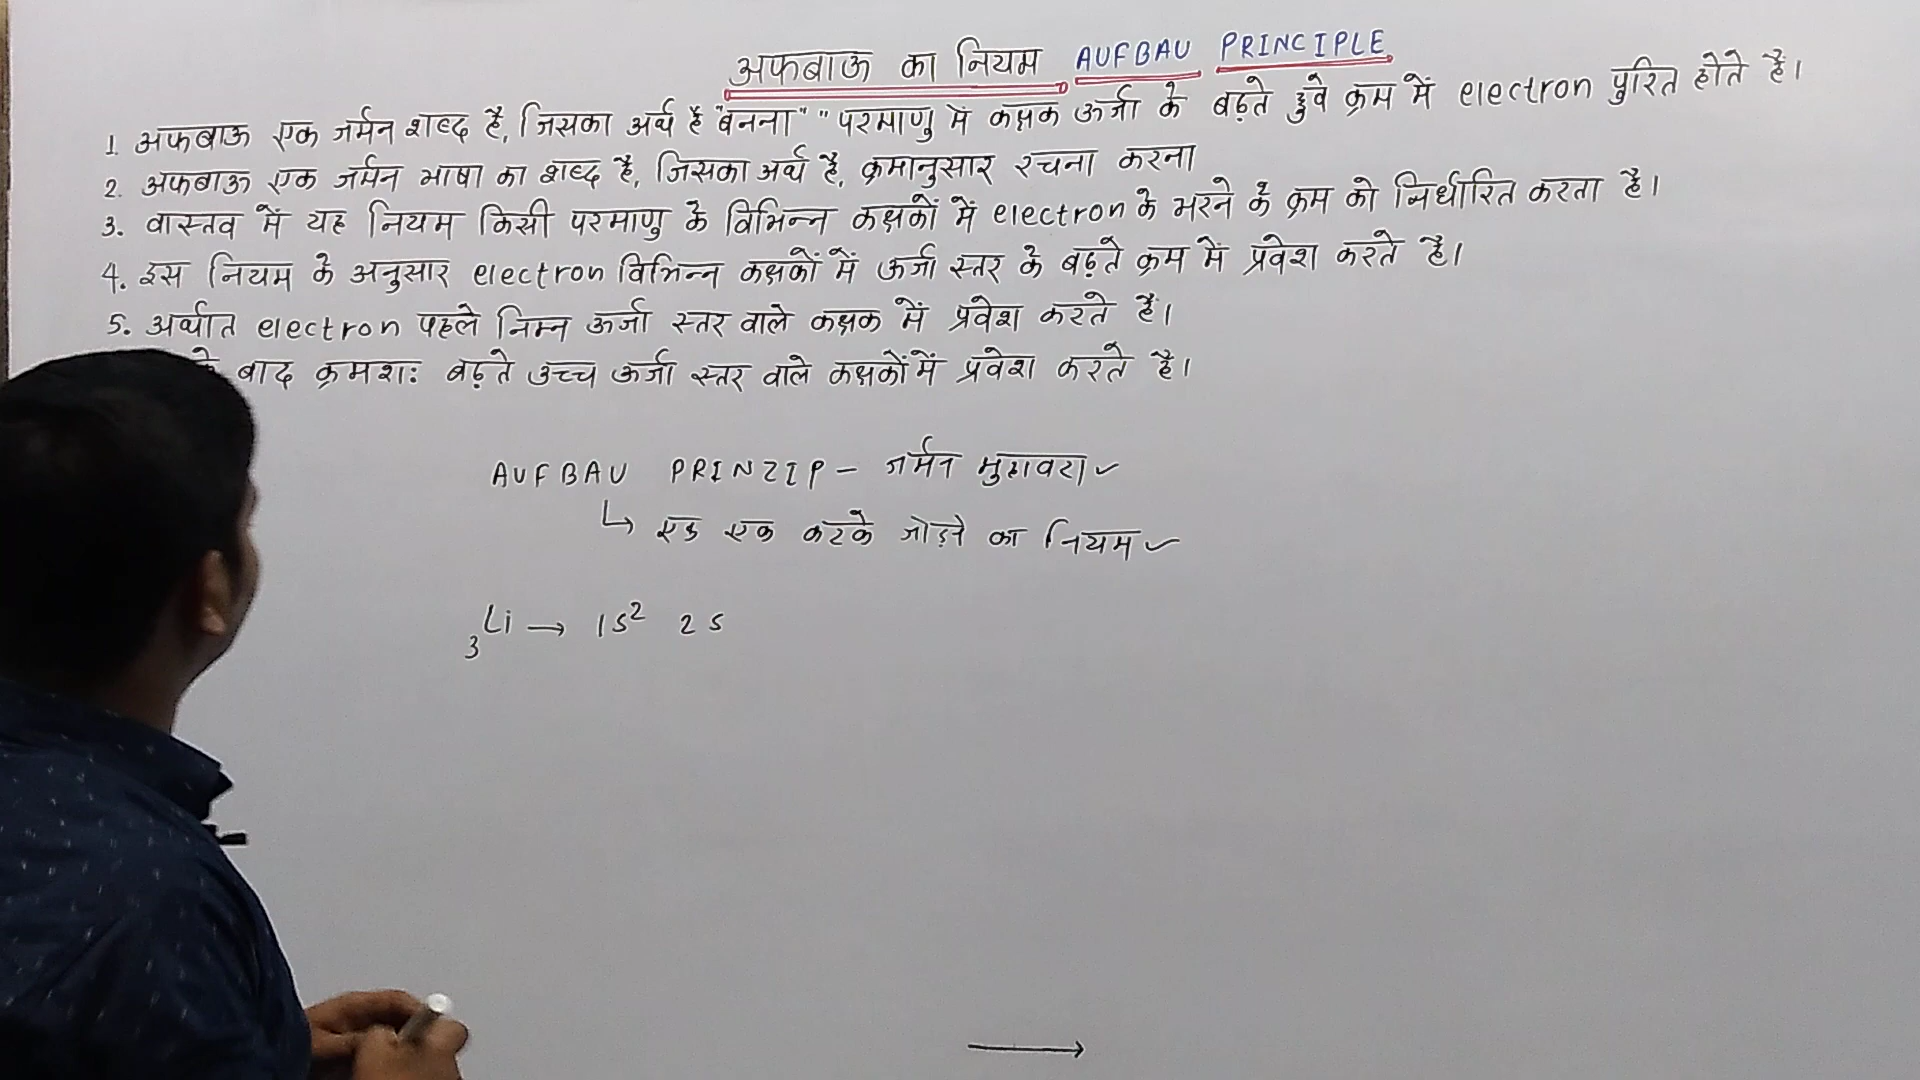 अफबाऊ का नियम AUFBAU PRINCIPLE
1 अफबाऊ एक जर्मन शब्द है, जिसका अर्थ है "बनना" "परमाणु में कक्षक ऊर्जा के बढ़ते हुवे क्रम में electron पुरित होते है।
2. अफबाऊ एक जर्मन भाषा का शब्द है, जिसका अर्थ है, क्रमानुसार रचना करना
3. वास्तव में यह नियम किसी परमाणु के विभिन्न कक्षकों में electron के भरने के क्रम को निर्धारित करता है।
4. इस नियम के अनुसार electron विभिन्न कक्षकों में ऊर्जा स्तर के बढ़ते क्रम में प्रवेश करते है।
5. अर्थात electron पहले निम्न ऊर्जा स्तर वाले कक्षक में प्रवेश करते है।
के बाद क्रमशः बढ़ते उच्च ऊर्जा स्तर वाले कक्षकों में प्रवेश करते है।
AUFBAU PRINZIP - जर्मन मुहावरा ✓
↳ एक एक करके जोड़ने का नियम ✓
₃Li → 1s² 2s
→